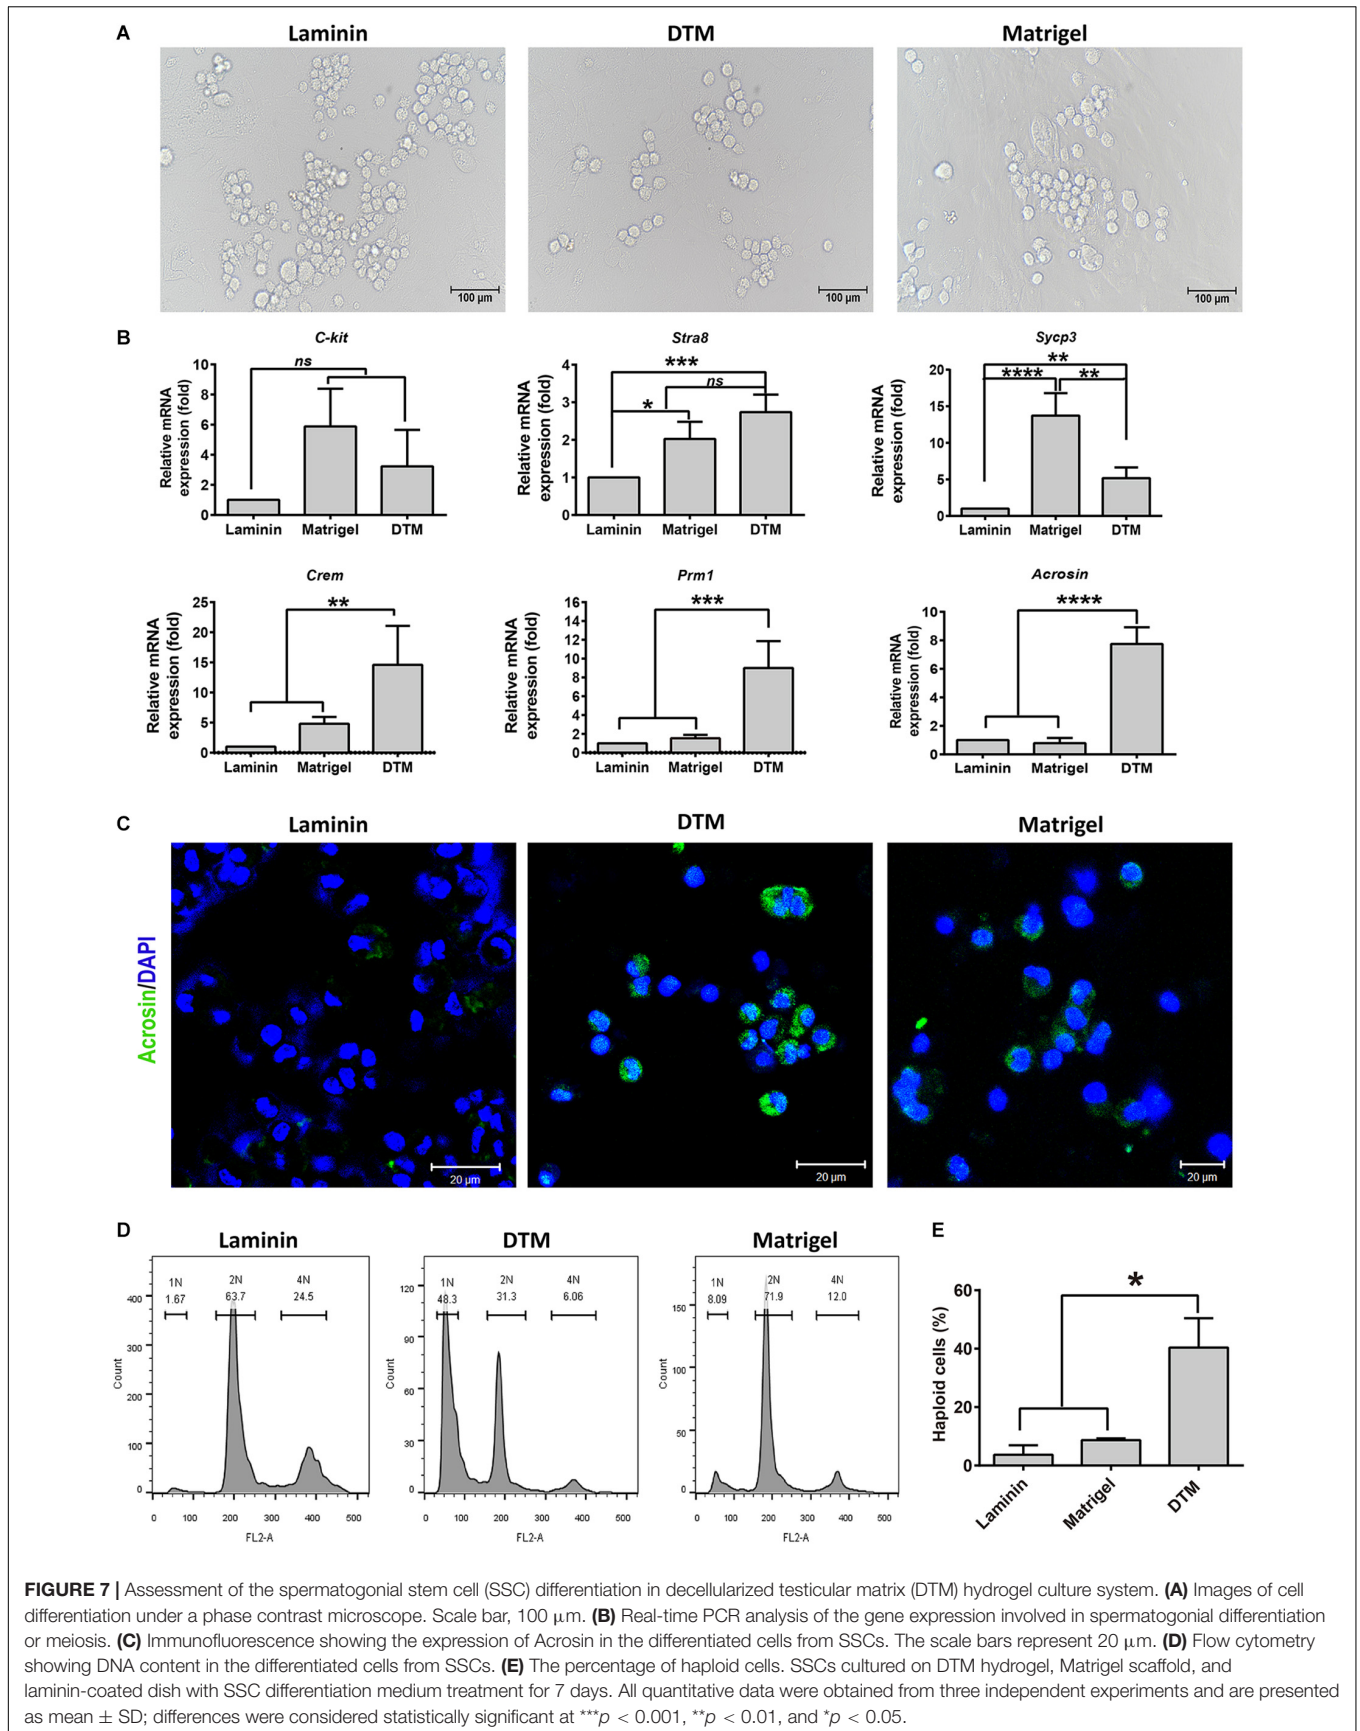 A
Laminin
DTM
Matrigel
100 µm
100 µm
100 µm
B
C-kit
Relative mRNA
expression (fold)
10
8
6
4
2
0
ns
Laminin
Matrigel
DTM
Stra8
Relative mRNA
expression (fold)
4
3
2
1
0
***
ns
*
Laminin
Matrigel
DTM
Sycp3
Relative mRNA
expression (fold)
20
15
10
5
0
**
****
**
Laminin
Matrigel
DTM
Crem
Relative mRNA
expression (fold)
25
20
15
10
5
0
**
Laminin
Matrigel
DTM
Prm1
Relative mRNA
expression (fold)
16
14
12
10
8
6
4
2
0
***
Laminin
Matrigel
DTM
Acrosin
Relative mRNA
expression (fold)
10
8
6
4
2
0
****
Laminin
Matrigel
DTM
C
Laminin
DTM
Matrigel
Acrosin/DAPI
20 µm
20 µm
20 µm
D
Laminin
Count
400
300
200
100
0
1N
1.67
2N
63.7
4N
24.5
0 100 200 300 400 500
FL2-A
DTM
Count
120
90
60
30
0
1N
48.3
2N
31.3
4N
6.06
0 100 200 300 400 500
FL2-A
Matrigel
Count
150
100
50
0
1N
8.09
2N
71.9
4N
12.0
0 100 200 300 400 500
FL2-A
E
Haploid cells (%)
60
40
20
0
*
Laminin
Matrigel
DTM
FIGURE 7 | Assessment of the spermatogonial stem cell (SSC) differentiation in decellularized testicular matrix (DTM) hydrogel culture system. (A) Images of cell
differentiation under a phase contrast microscope. Scale bar, 100 µm. (B) Real-time PCR analysis of the gene expression involved in spermatogonial differentiation
or meiosis. (C) Immunofluorescence showing the expression of Acrosin in the differentiated cells from SSCs. The scale bars represent 20 µm. (D) Flow cytometry
showing DNA content in the differentiated cells from SSCs. (E) The percentage of haploid cells. SSCs cultured on DTM hydrogel, Matrigel scaffold, and
laminin-coated dish with SSC differentiation medium treatment for 7 days. All quantitative data were obtained from three independent experiments and are presented
as mean ± SD; differences were considered statistically significant at ***p < 0.001, **p < 0.01, and *p < 0.05.